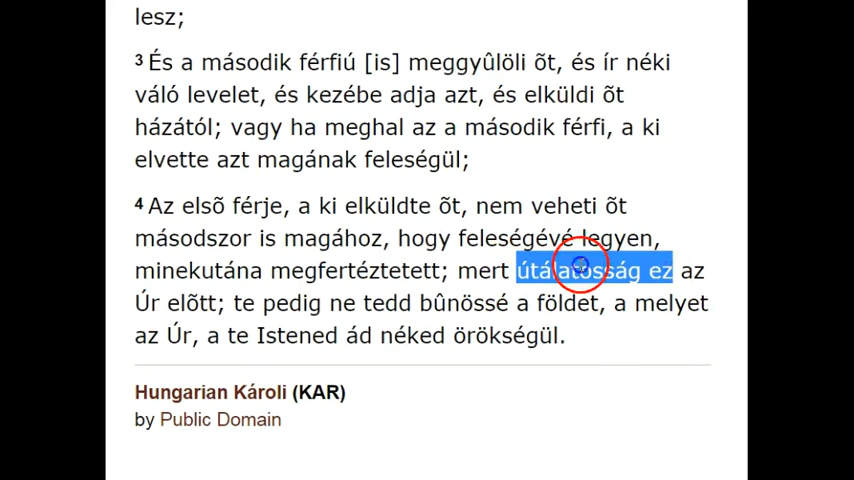 lesz;
3 És a második férfiú [is] meggyûlöli õt, és ír néki
váló levelet, és kezébe adja azt, és elküldi õt
házától; vagy ha meghal az a második férfi, a ki
elvette azt magának feleségül;
4 Az elsõ férje, a ki elküldte õt, nem veheti õt
másodszor is magához, hogy feleségévé legyen,
minekutána megfertéztetett; mert útálatosság ez az
Úr elõtt; te pedig ne tedd bûnössé a földet, a melyet
az Úr, a te Istened ád néked örökségül.
Hungarian Károli (KAR)
by Public Domain